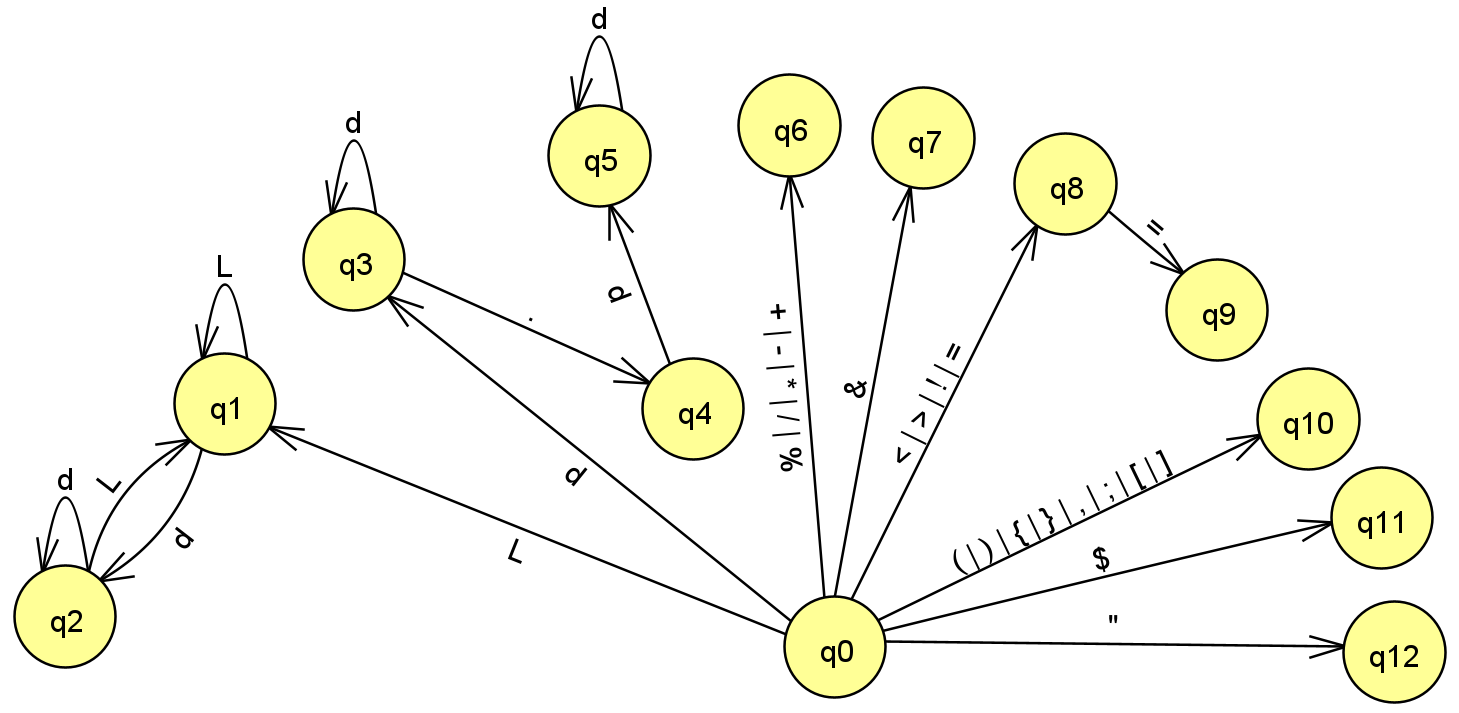 d
d
q6
q7
q5
q8
d
q3
=
L
q9
d
.
% | / | * | - | +
&
< | > | ! | =
q1
q4
q10
d
L
d
d
( | ) | { | } | , | ; | [ | ]
q11
L
$
q2
q0
"
q12